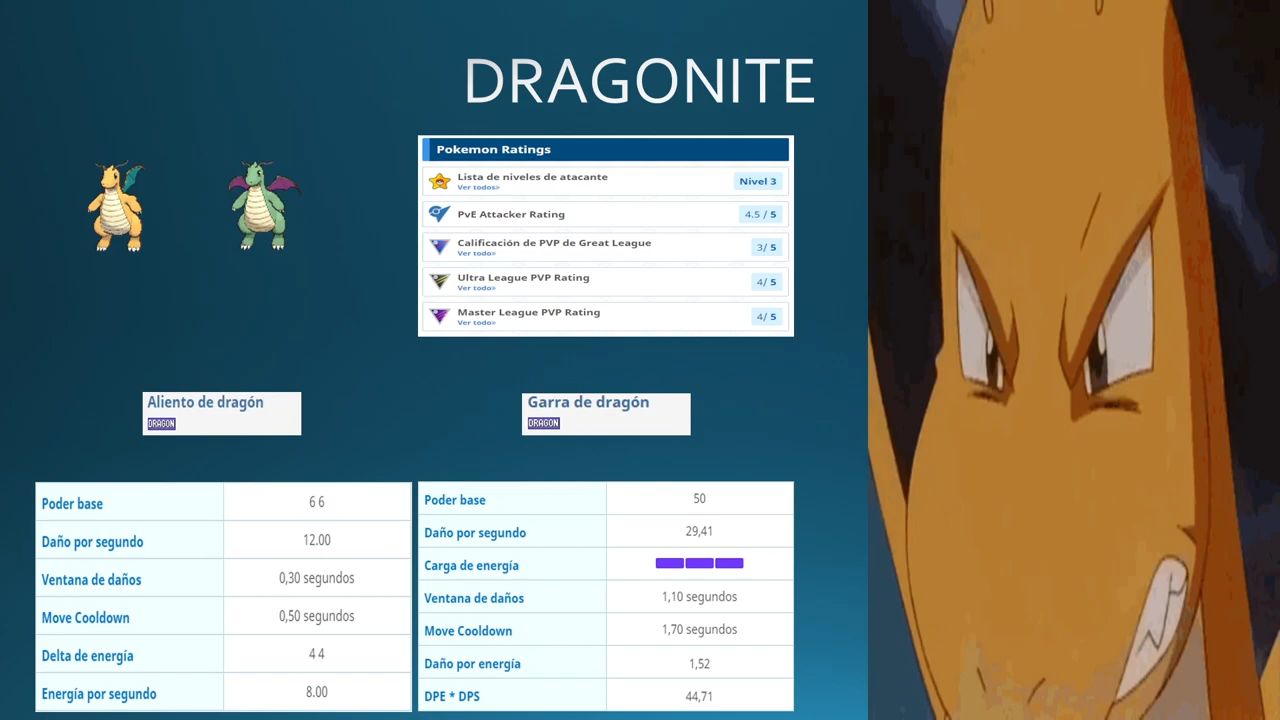 DRAGONITE
Pokemon Ratings
Lista de niveles de atacante
Ver todos»
Nivel 3
PvE Attacker Rating
4.5 / 5
Calificación de PVP de Great League
Ver todo»
3/ 5
Ultra League PVP Rating
Ver todo»
4/ 5
Master League PVP Rating
Ver todo»
4/ 5
Aliento de dragón
DRAGON
Garra de dragón
DRAGON
Poder base 6 6
Daño por segundo 12.00
Ventana de daños 0,30 segundos
Move Cooldown 0,50 segundos
Delta de energía 4 4
Energía por segundo 8.00
Poder base 50
Daño por segundo 29,41
Carga de energía
Ventana de daños 1,10 segundos
Move Cooldown 1,70 segundos
Daño por energía 1,52
DPE * DPS 44,71